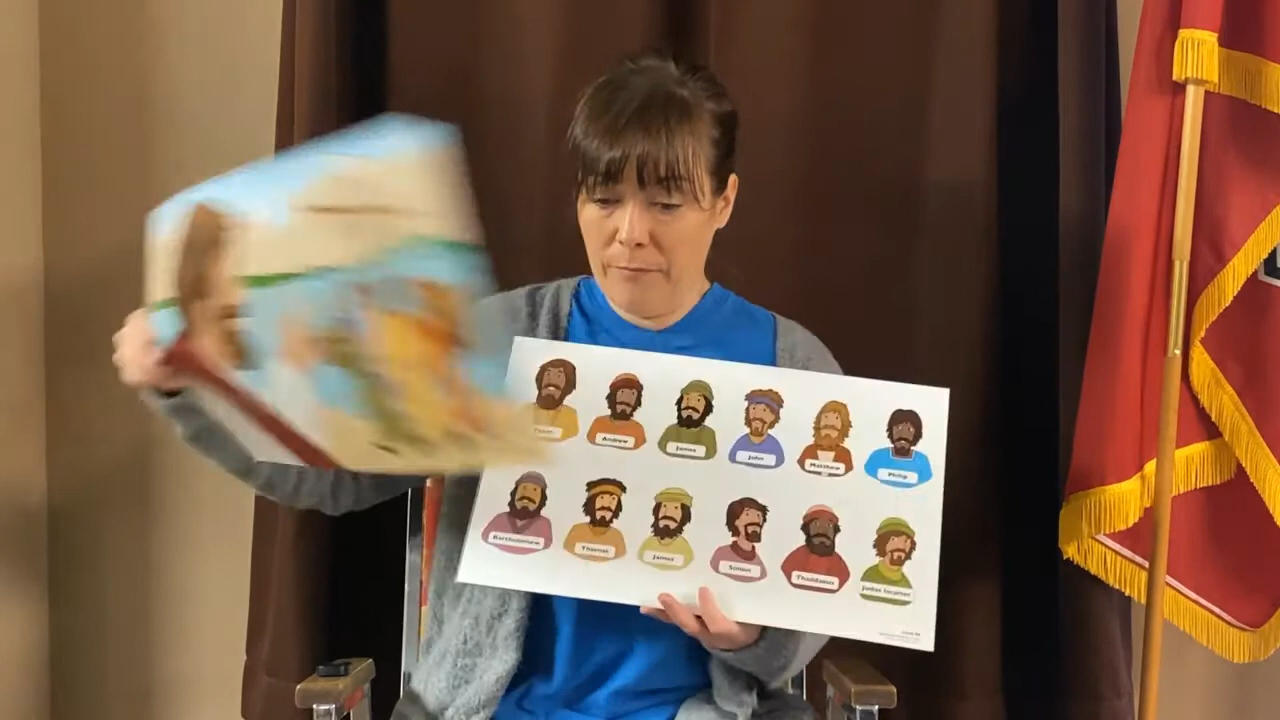 Andrew
James
John
Matthew
Philip
Bartholomew
Thomas
James
Simon
Thaddaeus
Judas Iscariot